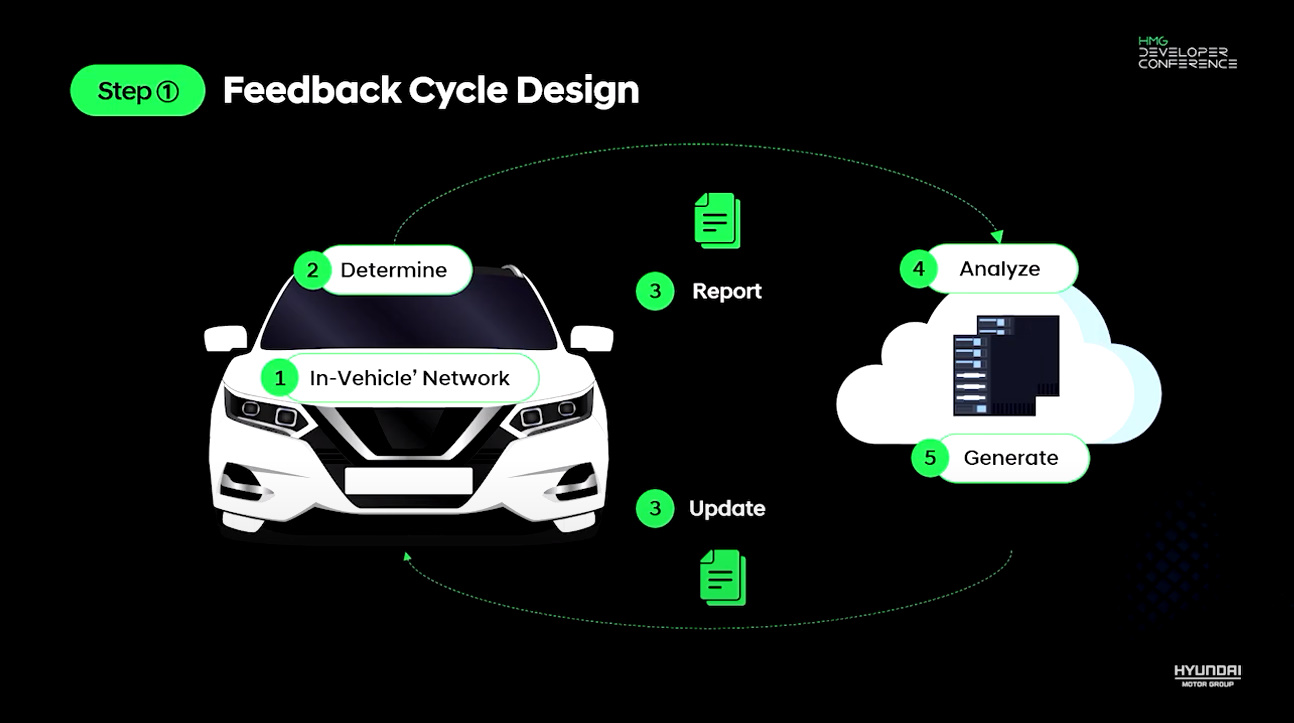 HMG
DEVELOPER
CONFERENCE
Step ① Feedback Cycle Design
2 Determine
1 In-Vehicle’ Network
3 Report
4 Analyze
5 Generate
3 Update
HYUNDAI
MOTOR GROUP